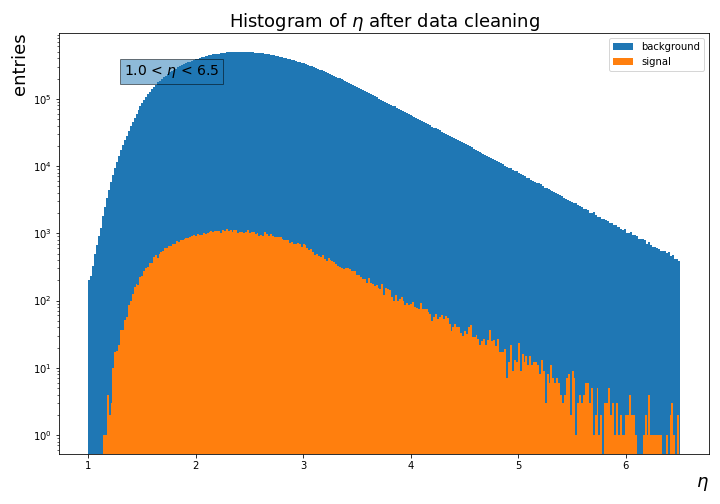 Histogram of η after data cleaning
entries
1.0 < η < 6.5
background
signal
10⁵
10⁴
10³
10²
10¹
10⁰
1 2 3 4 5 6
η